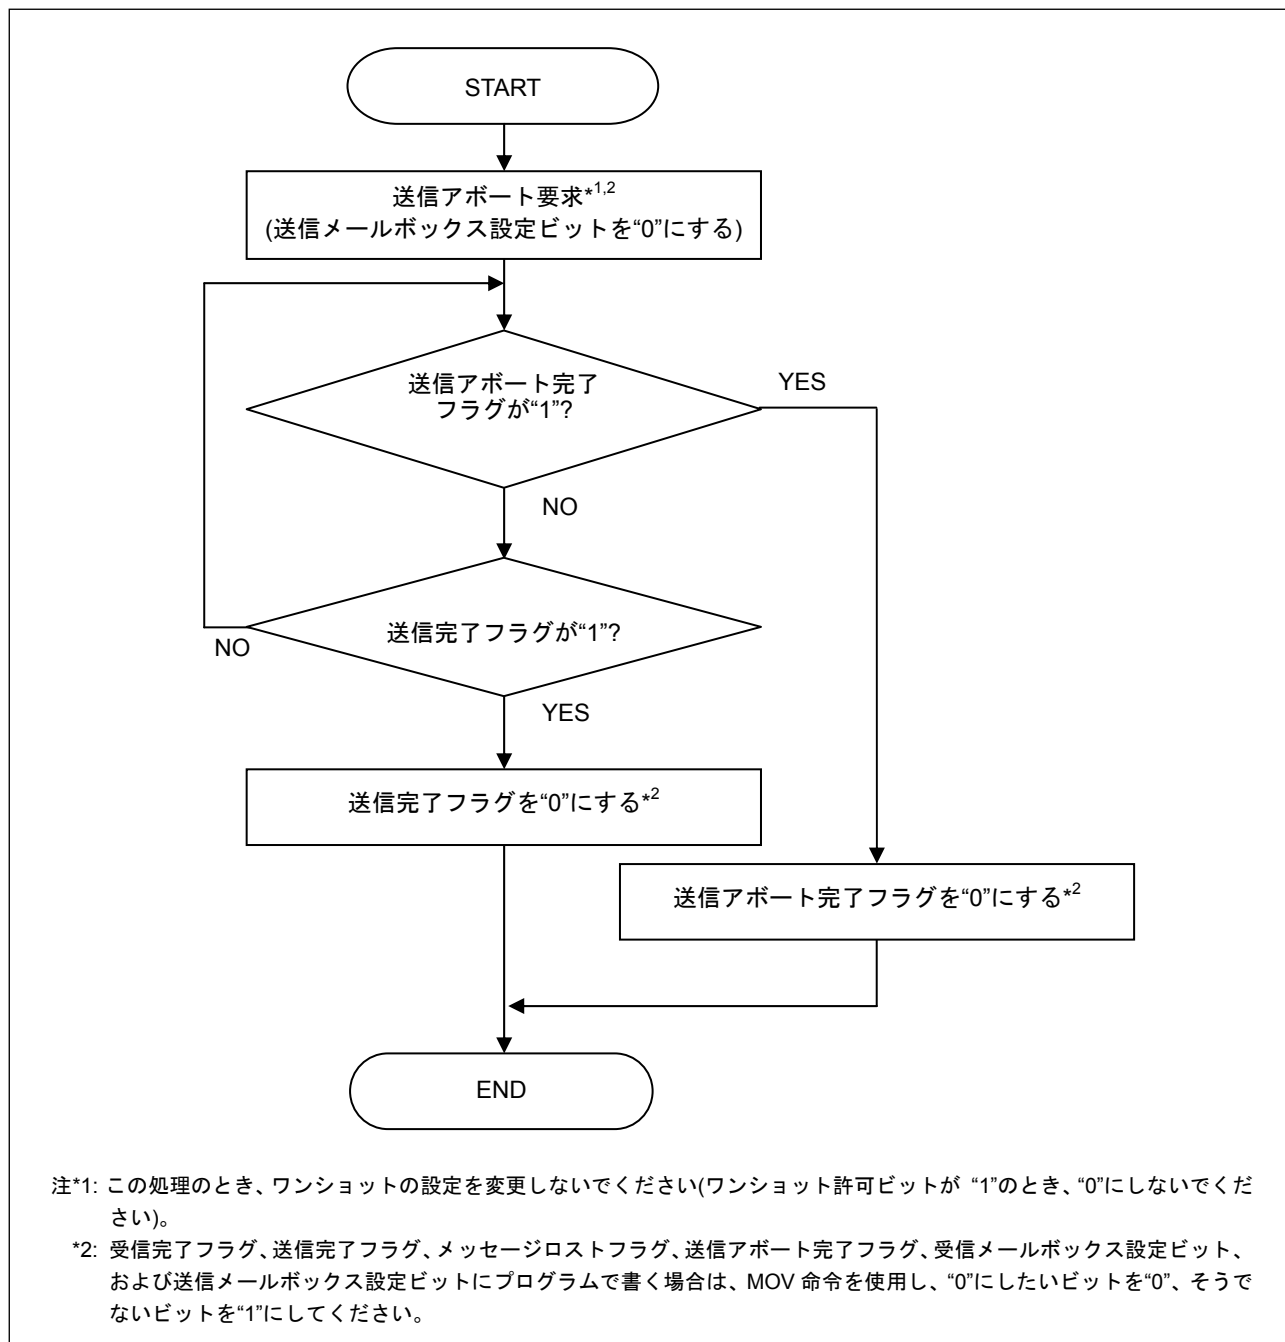 START
送信アボート要求*1,2
(送信メールボックス設定ビットを“0”にする)
送信アボート完了
フラグが“1”?
YES
NO
送信完了フラグが“1”?
NO
YES
送信完了フラグを“0”にする*2
送信アボート完了フラグを“0”にする*2
END
注*1: この処理のとき、ワンショットの設定を変更しないでください(ワンショット許可ビットが “1”のとき、“0”にしないでくだ
さい)。
*2: 受信完了フラグ、送信完了フラグ、メッセージロストフラグ、送信アボート完了フラグ、受信メールボックス設定ビット、
および送信メールボックス設定ビットにプログラムで書く場合は、MOV 命令を使用し、“0”にしたいビットを“0”、そうで
ないビットを“1”にしてください。